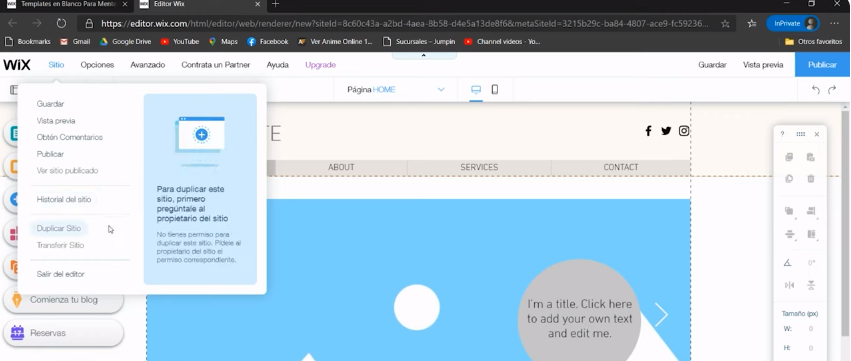 Templates en Blanco Para Mento
Editor Wix
https://editor.wix.com/html/editor/web/renderer/new?siteId=8c60c43a-a2bd-4aea-8b58-d4e5a13de8f6&metaSiteId=3215b29c-ba84-4807-ace9-fc59236...
InPrivate
Bookmarks
Gmail
Google Drive
YouTube
Maps
Facebook
Ver Anime Online 1...
Sucursales – Jumpin
Channel videos - Yo...
Otros favoritos
WiX
Sitio
Opciones
Avanzado
Contrata un Partner
Ayuda
Upgrade
Guardar
Vista previa
Publicar
Página HOME
Guardar
Vista previa
Obtén Comentarios
Publicar
Ver sitio publicado
Historial del sitio
Duplicar Sitio
Transferir Sitio
Salir del editor
Para duplicar este
sitio, primero
pregúntale al
propietario del sitio
No tienes permiso para
duplicar este sitio. Pídele al
propietario del sitio el
permiso correspondiente.
TE
ABOUT
SERVICES
CONTACT
I'm a title. Click here
to add your own text
and edit me.
Comienza tu blog
Reservas
?
0°
Tamaño (px)
W: 0
H: 0